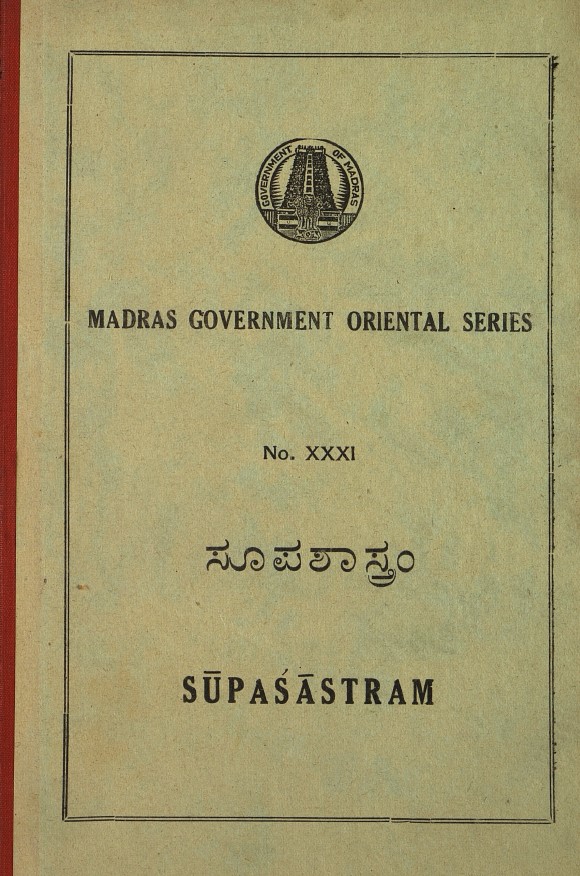 GOVERNMENT OF MADRAS
MADRAS GOVERNMENT ORIENTAL SERIES
No. XXXI
ಸೂಪಶಾಸ್ತ್ರಂ
SŪPAŚĀSTRAM